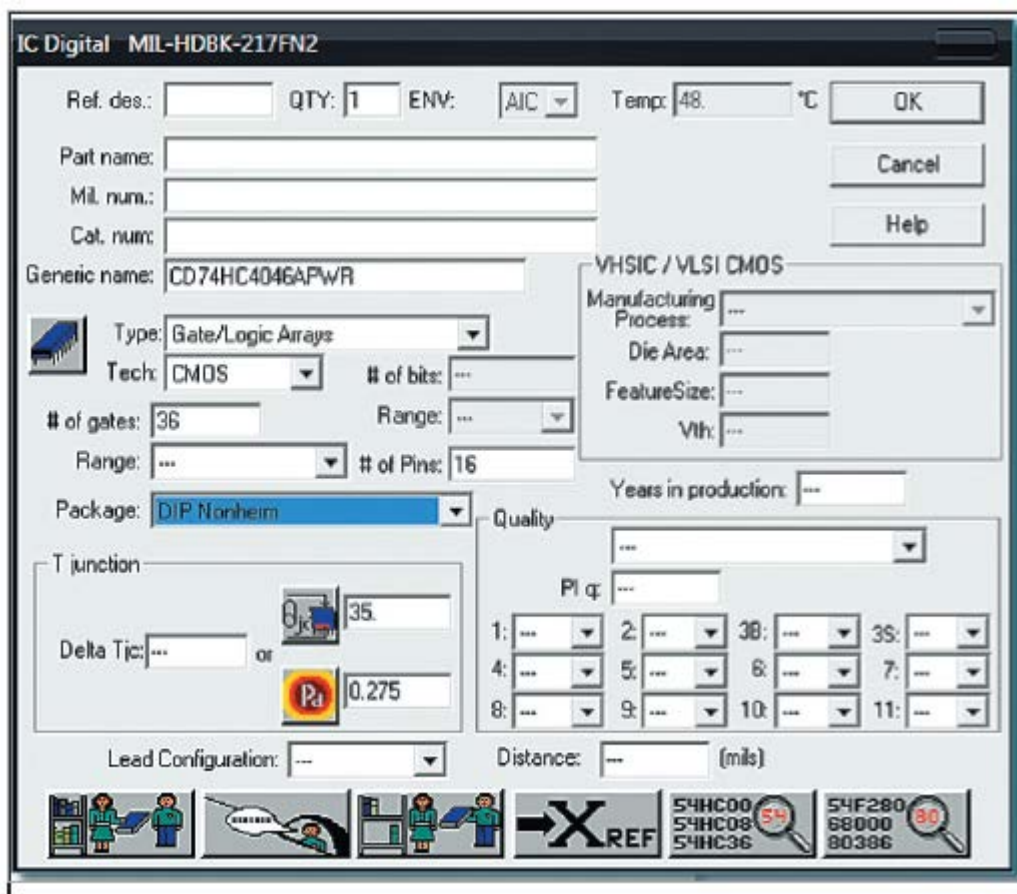 IC Digital MIL-HDBK-217FN2
Ref. des.: QTY: 1 ENV: AIC Temp: 48. °C OK
Part name: Cancel
Mil. num.:
Cat. num: Help
Generic name: CD74HC4046APWR
VHSIC / VLSI CMOS
Manufacturing Process: ---
Type: Gate/Logic Arrays
Die Area: ---
Tech: CMOS # of bits: ---
FeatureSize: ---
# of gates: 36 Range: ---
Vth: ---
Range: --- # of Pins: 16
Years in production: ---
Package: DIP Nonheim
Quality
---
T junction
PI q: ---
θjc 35.
1: --- 2: --- 3B: --- 3S: ---
Delta Tjc: --- or
4: --- 5: --- 6: --- 7: ---
Pd 0.275
8: --- 9: --- 10: --- 11: ---
Lead Configuration: --- Distance: --- (mils)
XREF
54HC00
54HC08
54HC36
54
54F280
68000
80386
80